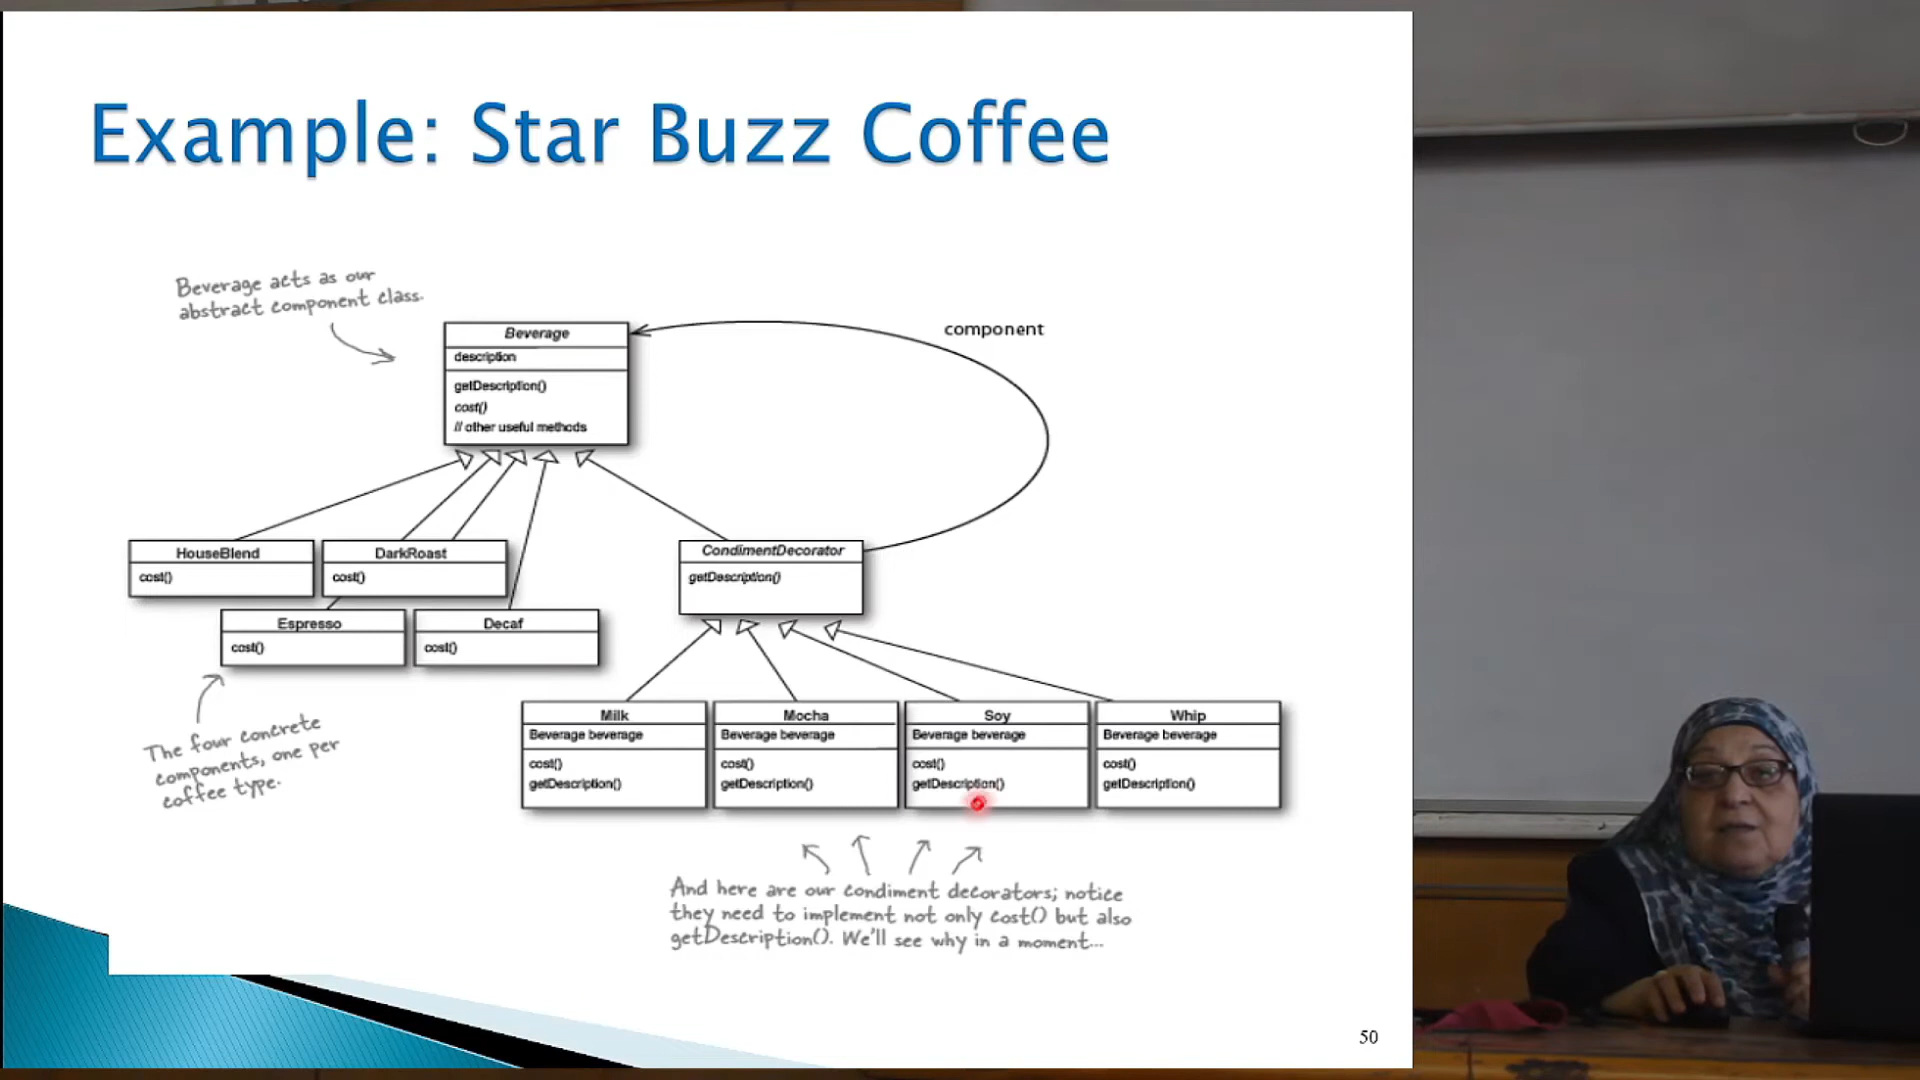 Example: Star Buzz Coffee
Beverage acts as our
abstract component class.
Beverage
description
getDescription()
cost()
// other useful methods
component
HouseBlend
cost()
DarkRoast
cost()
Espresso
cost()
Decaf
cost()
CondimentDecorator
getDescription()
The four concrete
components, one per
coffee type.
Milk
Beverage beverage
cost()
getDescription()
Mocha
Beverage beverage
cost()
getDescription()
Soy
Beverage beverage
cost()
getDescription()
Whip
Beverage beverage
cost()
getDescription()
And here are our condiment decorators; notice
they need to implement not only cost() but also
getDescription(). We'll see why in a moment...
50